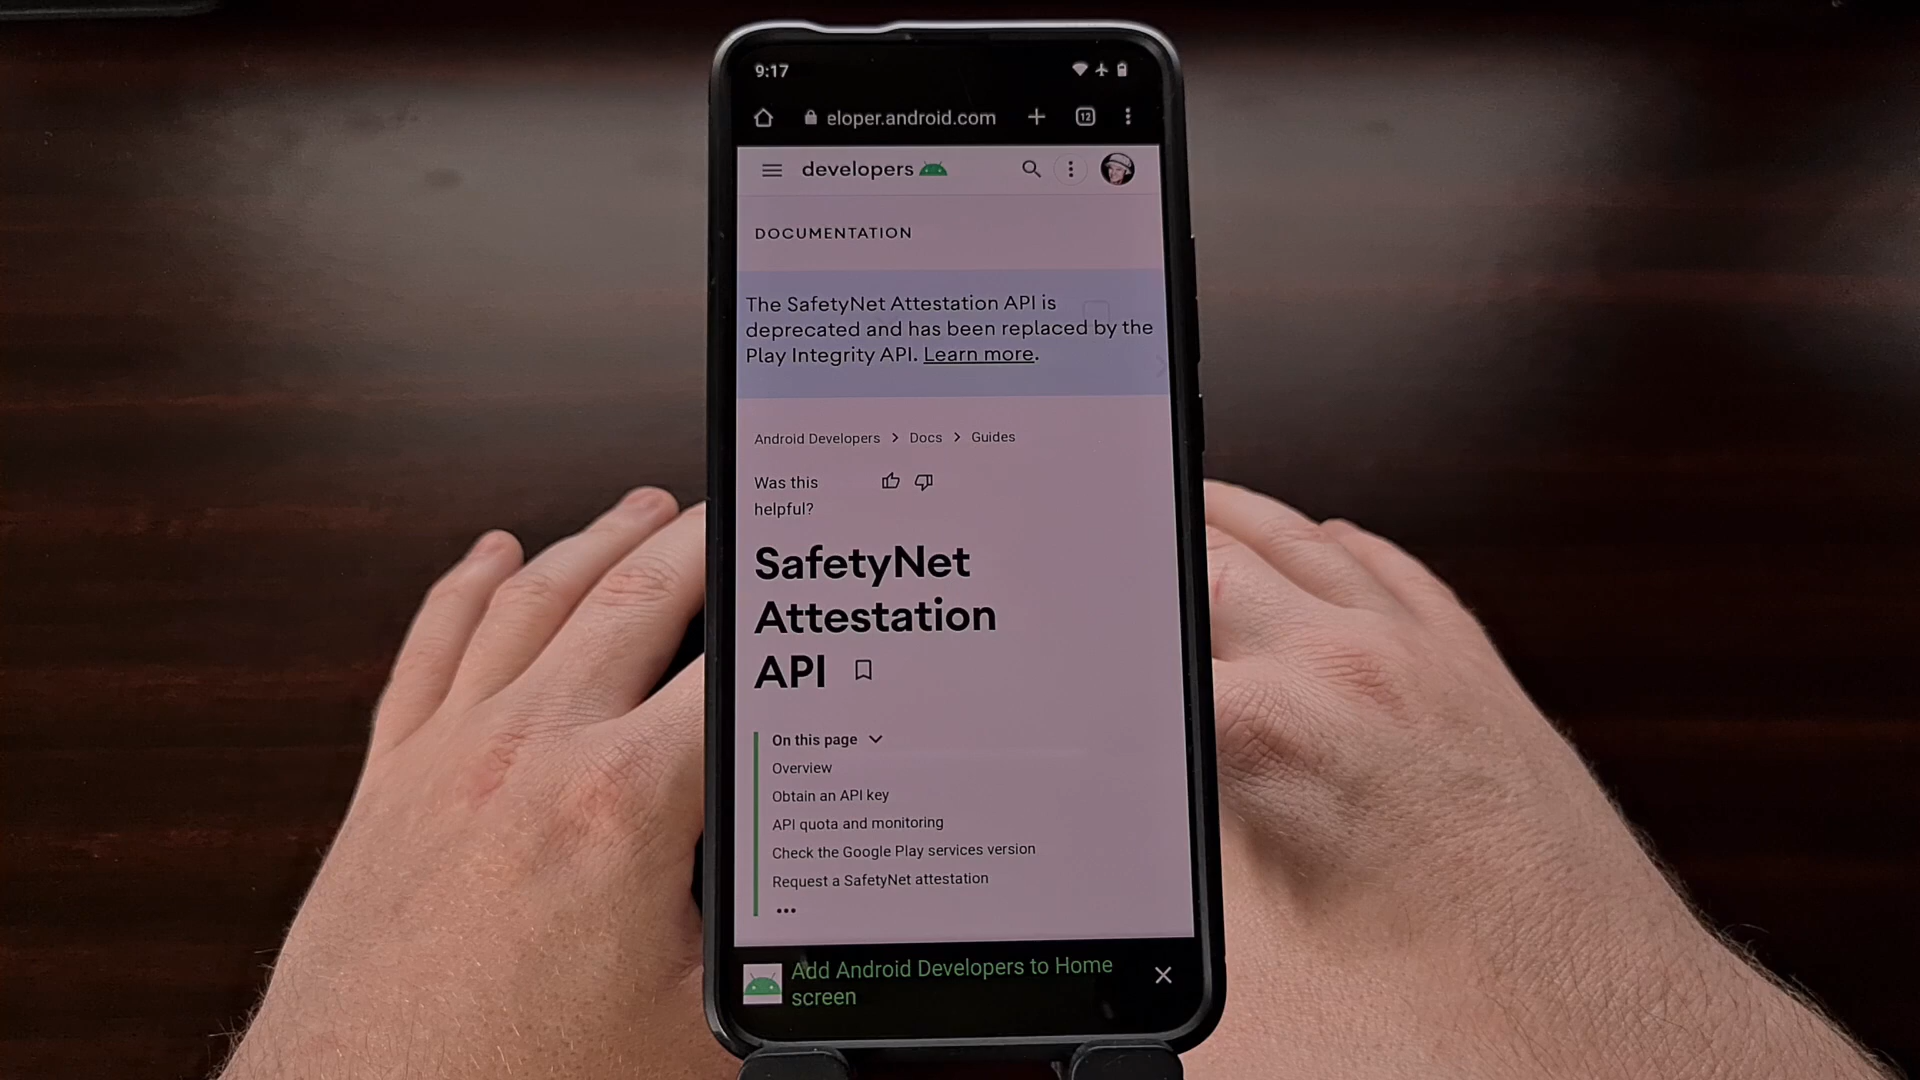 9:17
eloper.android.com
12
developers
DOCUMENTATION
The SafetyNet Attestation API is
deprecated and has been replaced by the
Play Integrity API. Learn more.
Android Developers > Docs > Guides
Was this
helpful?
SafetyNet
Attestation
API
On this page
Overview
Obtain an API key
API quota and monitoring
Check the Google Play services version
Request a SafetyNet attestation
•••
Add Android Developers to Home
screen